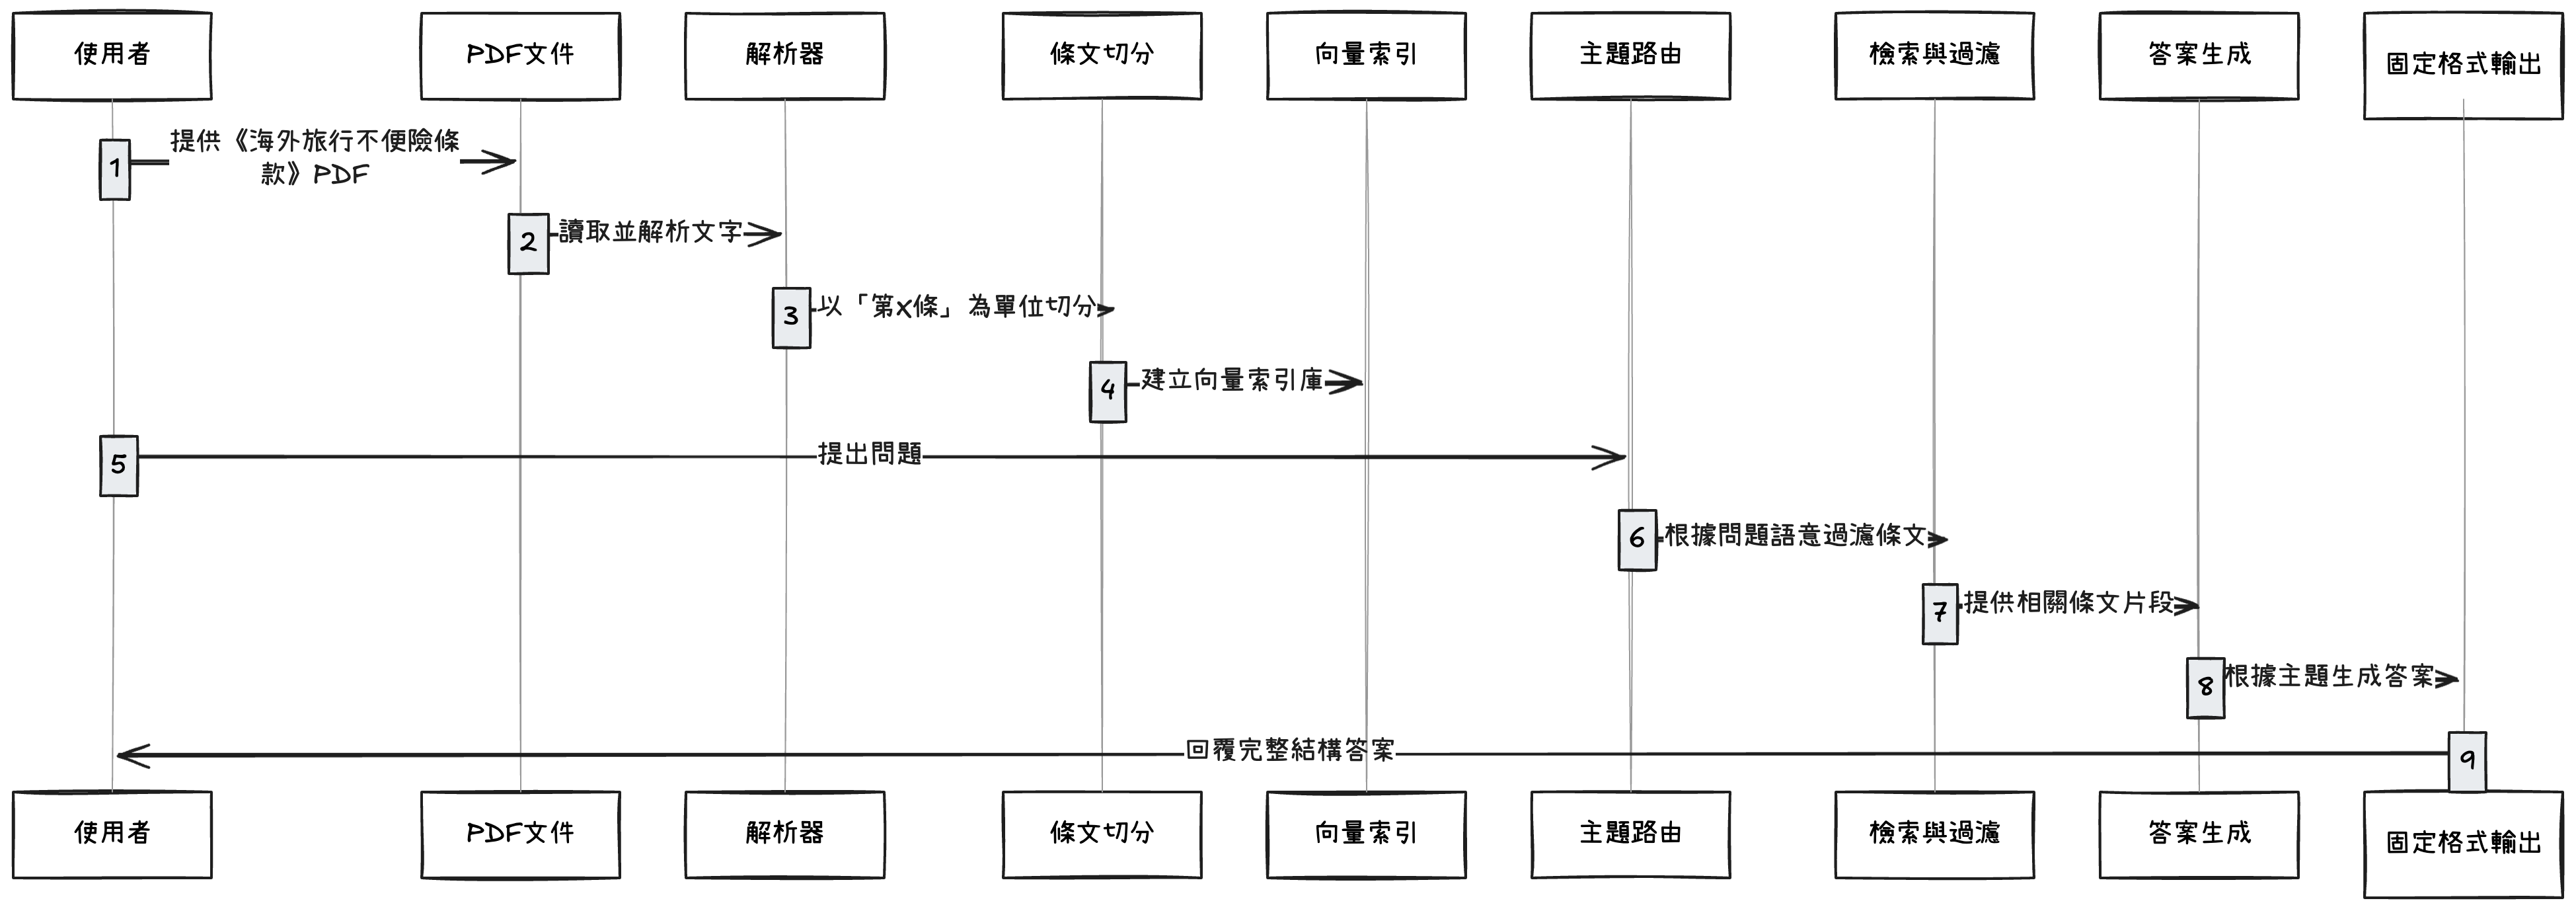 使用者
PDF文件
解析器
條文切分
向量索引
主題路由
檢索與過濾
答案生成
固定格式輸出
1
提供《海外旅行不便險條
款》PDF
2
讀取並解析文字
3
以「第X條」為單位切分
4
建立向量索引庫
5
提出問題
6
根據問題語意過濾條文
7
提供相關條文片段
8
根據主題生成答案
回覆完整結構答案
9
使用者
PDF文件
解析器
條文切分
向量索引
主題路由
檢索與過濾
答案生成
固定格式輸出